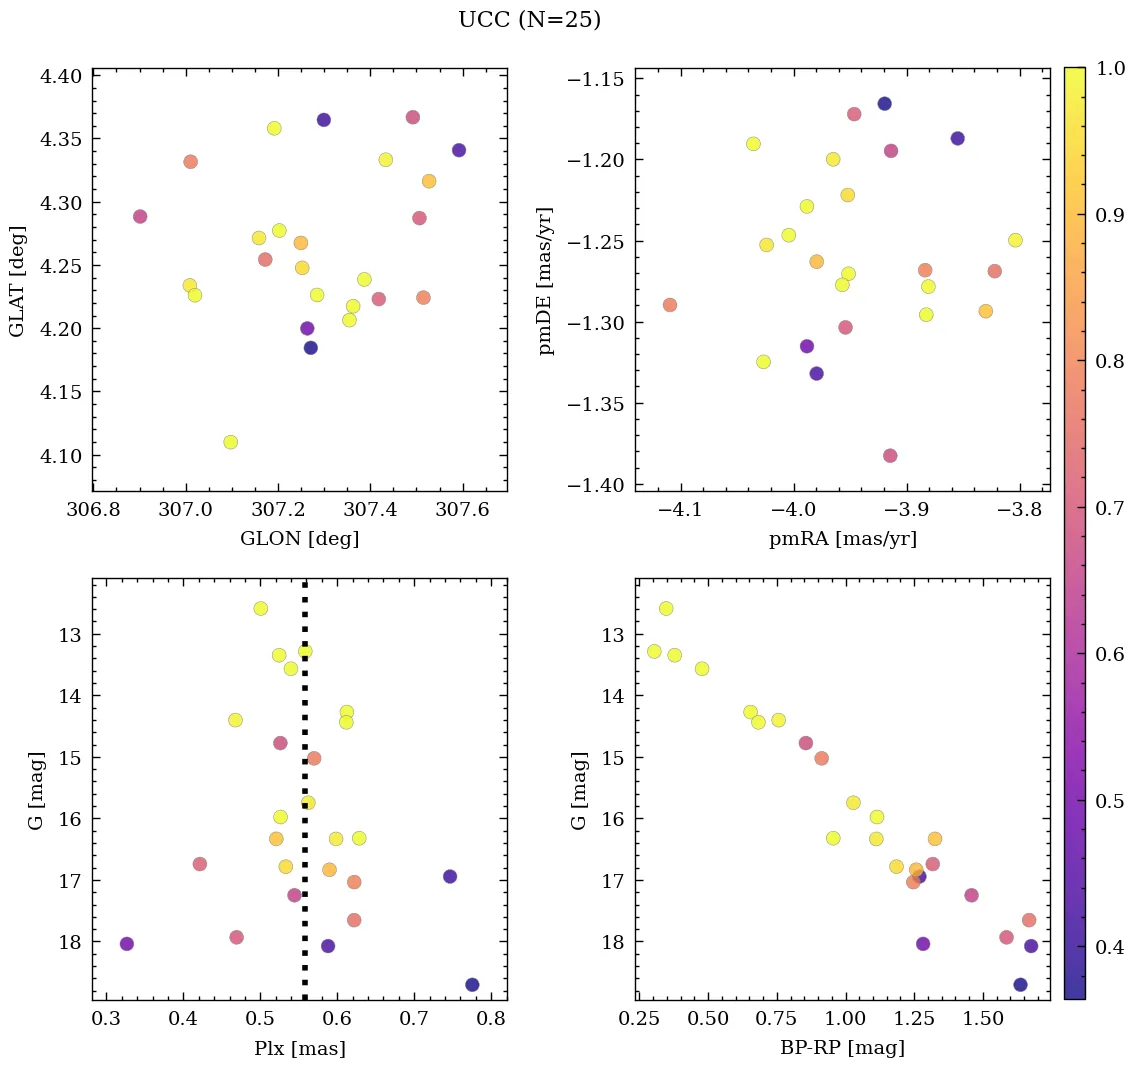 UCC (N=25)
4.40
4.35
4.30
4.25
4.20
4.15
4.10
GLAT [deg]
306.8 307.0 307.2 307.4 307.6
GLON [deg]
−1.15
−1.20
−1.25
−1.30
−1.35
−1.40
pmDE [mas/yr]
−4.1 −4.0 −3.9 −3.8
pmRA [mas/yr]
1.0
0.9
0.8
0.7
0.6
0.5
0.4
13
14
15
16
17
18
G [mag]
0.3 0.4 0.5 0.6 0.7 0.8
Plx [mas]
13
14
15
16
17
18
G [mag]
0.25 0.50 0.75 1.00 1.25 1.50
BP-RP [mag]